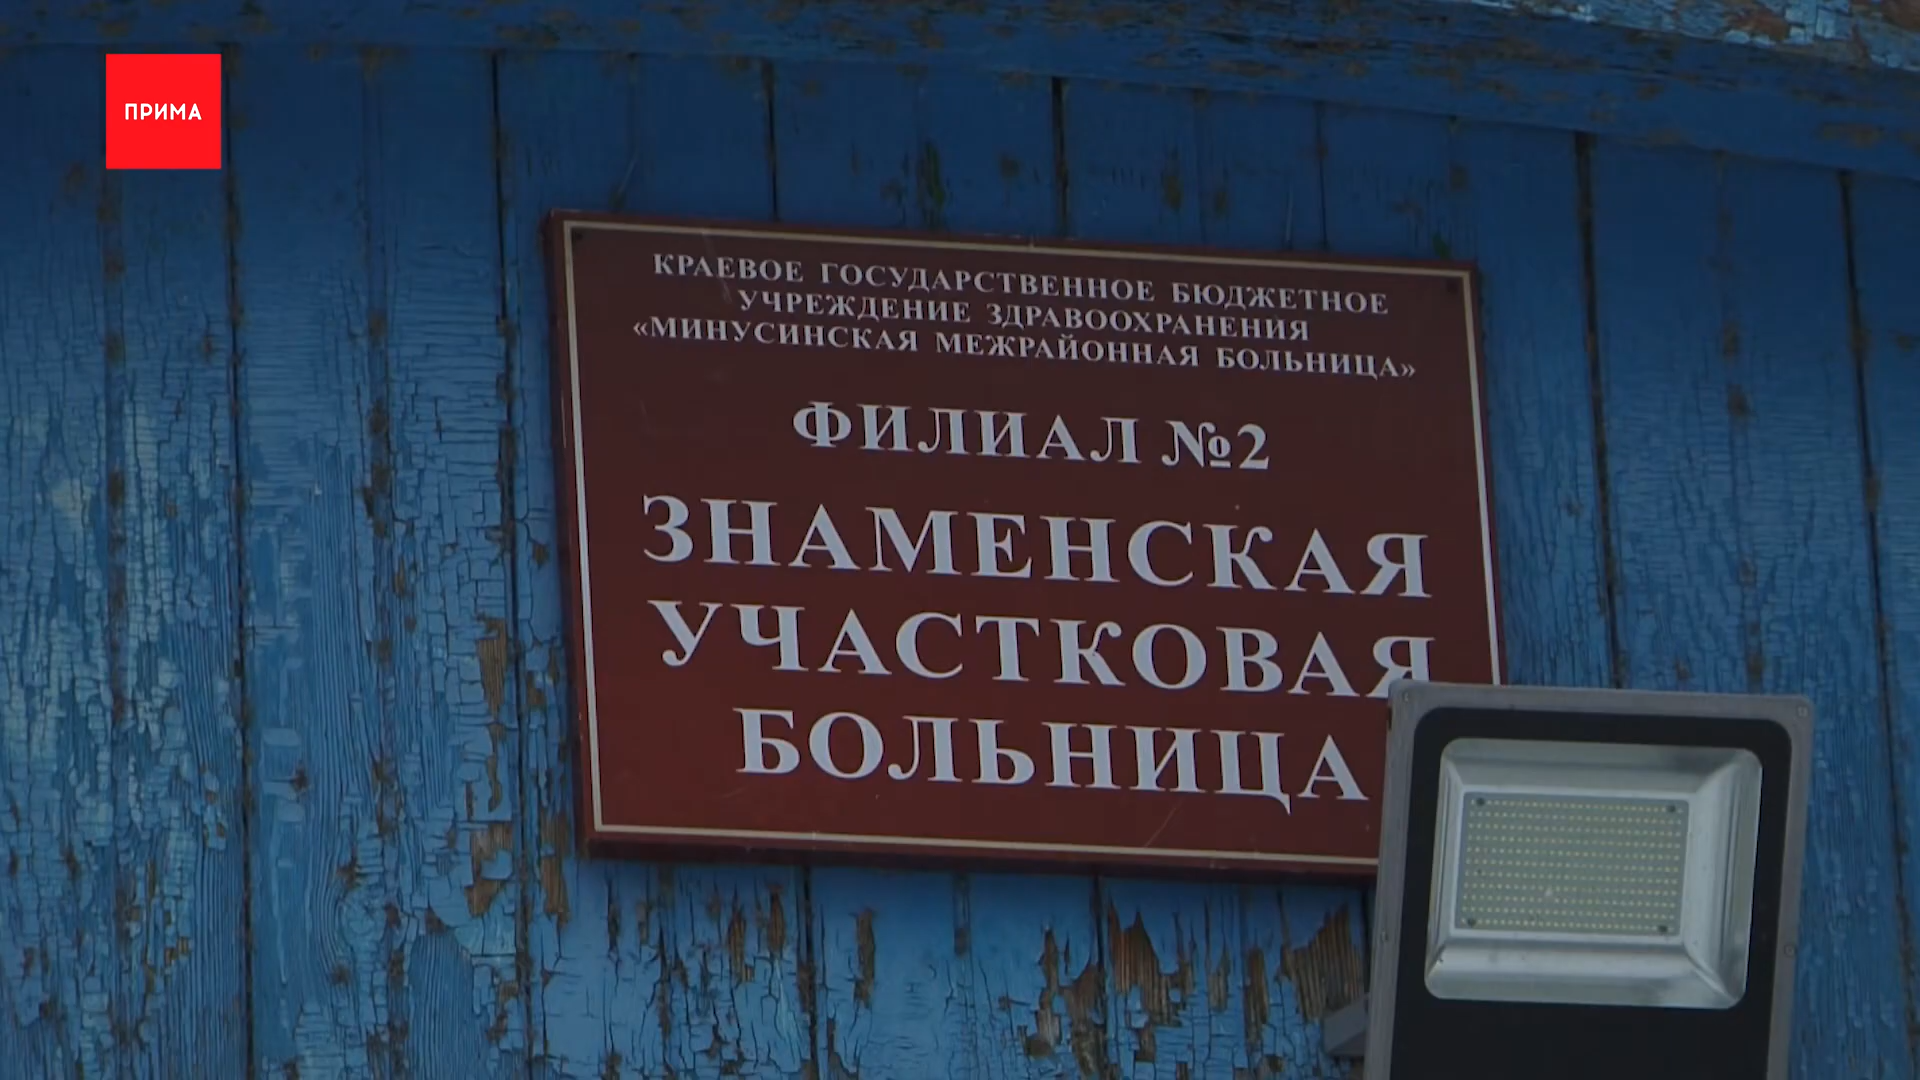 ПРИМА
КРАЕВОЕ ГОСУДАРСТВЕННОЕ БЮДЖЕТНОЕ
УЧРЕЖДЕНИЕ ЗДРАВООХРАНЕНИЯ
«МИНУСИНСКАЯ МЕЖРАЙОННАЯ БОЛЬНИЦА»
ФИЛИАЛ №2
ЗНАМЕНСКАЯ
УЧАСТКОВАЯ
БОЛЬНИЦА